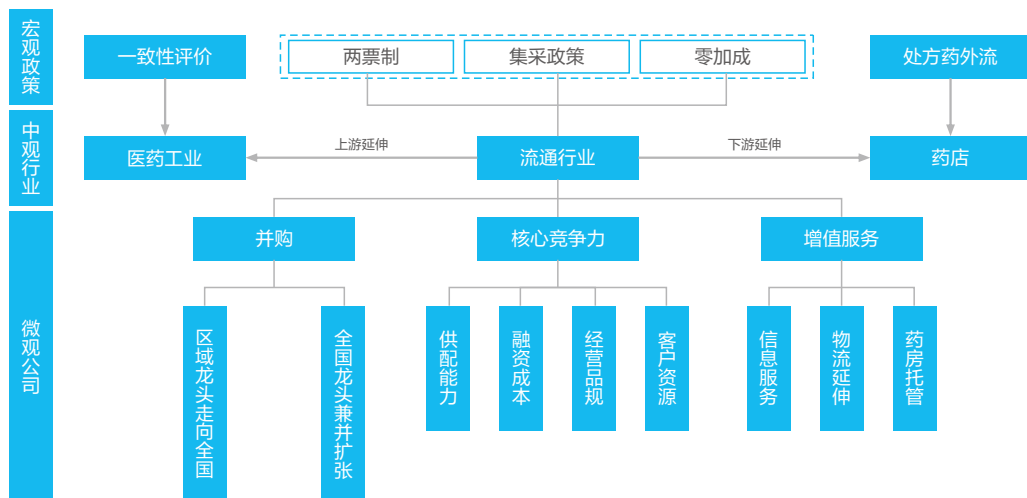 宏观政策
一致性评价
两票制
集采政策
零加成
处方药外流
中观行业
医药工业
上游延伸
流通行业
下游延伸
药店
微观公司
并购
核心竞争力
增值服务
区域龙头走向全国
全国龙头兼并扩张
供配能力
融资成本
经营品规
客户资源
信息服务
物流延伸
药房托管